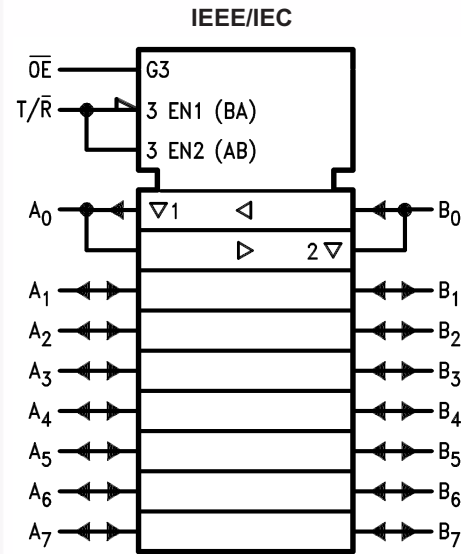 IEEE/IEC
O̅E̅ G3
T/R̅ 3 EN1 (BA)
3 EN2 (AB)
A₀ ▽1 ◁ B₀
▷ 2▽
A₁ B₁
A₂ B₂
A₃ B₃
A₄ B₄
A₅ B₅
A₆ B₆
A₇ B₇